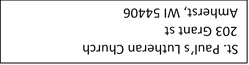 St. Paul's Lutheran Church
203 Grant st
Amherst, WI 54406